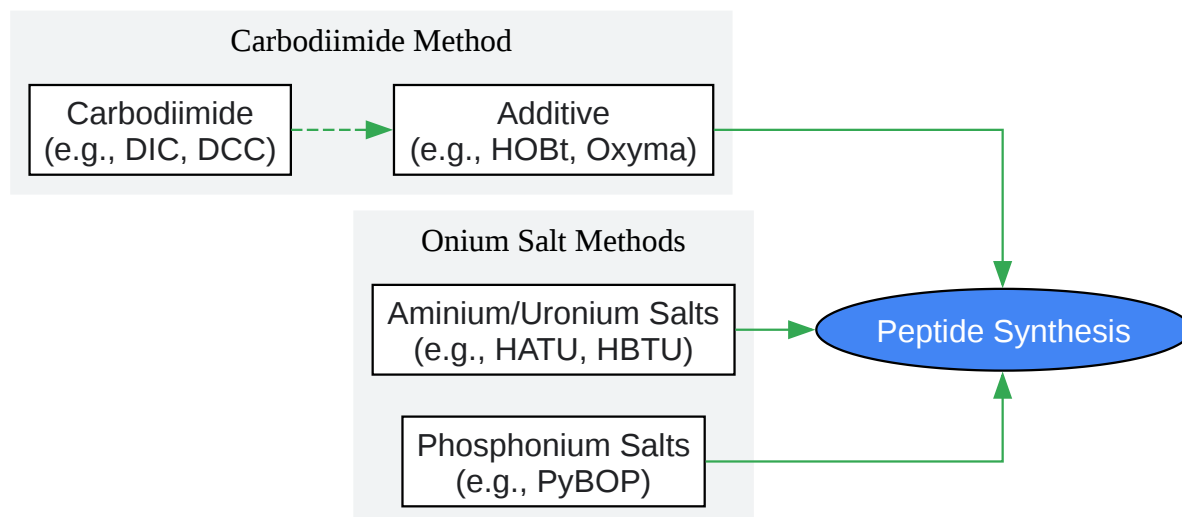 Carbodiimide Method
Carbodiimide
(e.g., DIC, DCC)
Additive
(e.g., HOBt, Oxyma)
Onium Salt Methods
Aminium/Uronium Salts
(e.g., HATU, HBTU)
Peptide Synthesis
Phosphonium Salts
(e.g., PyBOP)